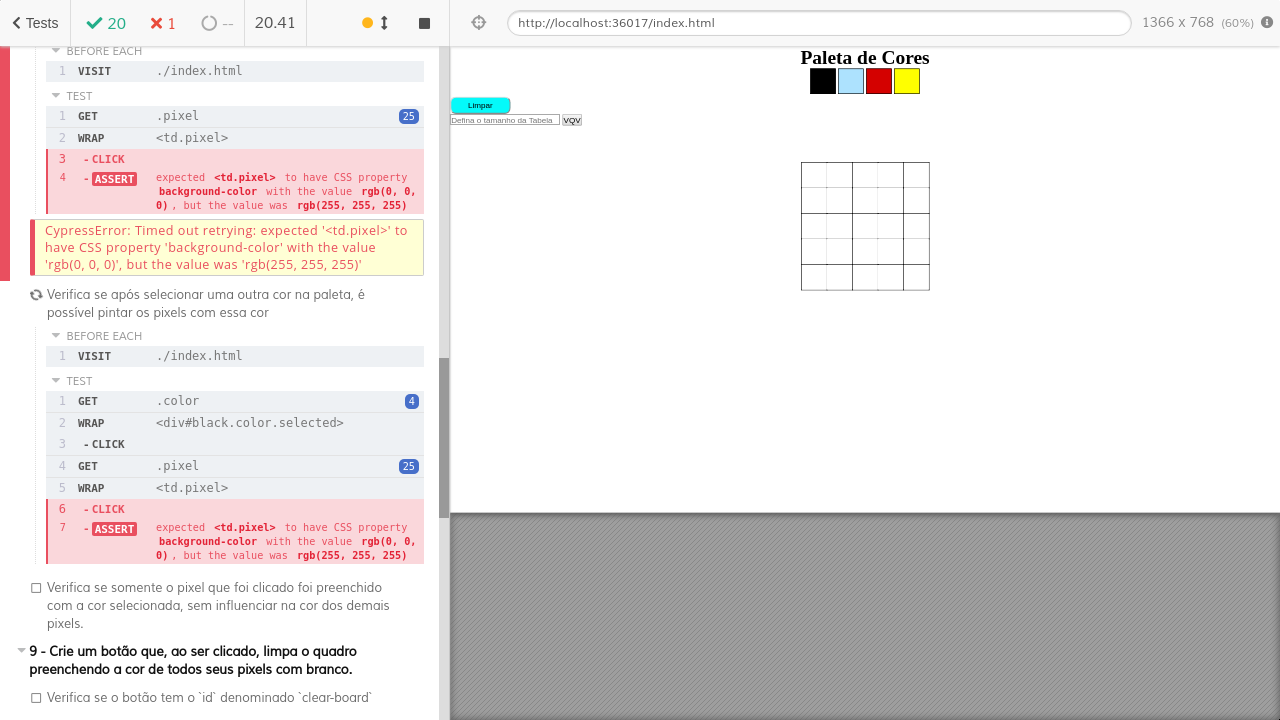 Tests 20 1 -- 20.41 http://localhost:36017/index.html 1366 x 768 (60%)
BEFORE EACH
1 VISIT ./index.html
TEST
1 GET .pixel 25
2 WRAP <td.pixel>
3 - CLICK
4 - ASSERT expected <td.pixel> to have CSS property
background-color with the value rgb(0, 0,
0) , but the value was rgb(255, 255, 255)
CypressError: Timed out retrying: expected '<td.pixel>' to
have CSS property 'background-color' with the value
'rgb(0, 0, 0)', but the value was 'rgb(255, 255, 255)'
Verifica se após selecionar uma outra cor na paleta, é
possível pintar os pixels com essa cor
BEFORE EACH
1 VISIT ./index.html
TEST
1 GET .color 4
2 WRAP <div#black.color.selected>
3 - CLICK
4 GET .pixel 25
5 WRAP <td.pixel>
6 - CLICK
7 - ASSERT expected <td.pixel> to have CSS property
background-color with the value rgb(0, 0,
0) , but the value was rgb(255, 255, 255)
Verifica se somente o pixel que foi clicado foi preenchido
com a cor selecionada, sem influenciar na cor dos demais
pixels.
9 - Crie um botão que, ao ser clicado, limpa o quadro
preenchendo a cor de todos seus pixels com branco.
Verifica se o botão tem o `id` denominado `clear-board`
Paleta de Cores
Limpar
Defina o tamanho da Tabela VQV